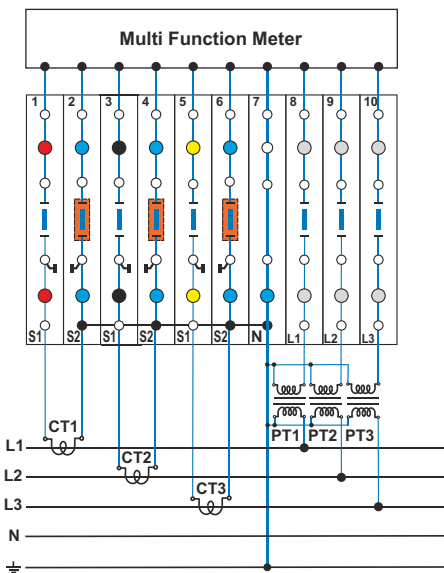 Multi Function Meter
1 2 3 4 5 6 7 8 9 10
S1 S2 S1 S2 S1 S2 N L1 L2 L3
PT1 PT2 PT3
CT1
L1
CT2
L2
CT3
L3
N